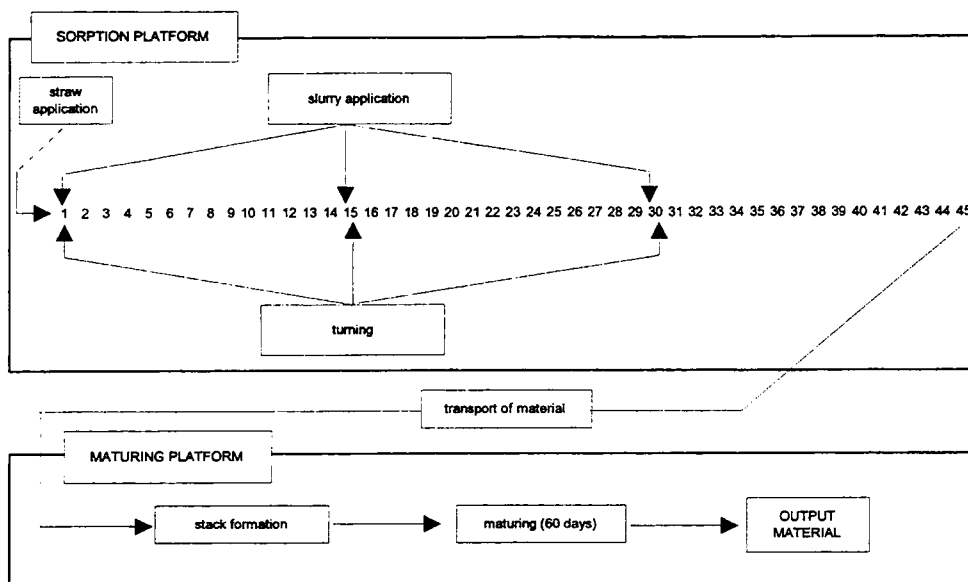 SORPTION PLATFORM
straw
application
slurry application
1 2 3 4 5 6 7 8 9 10 11 12 13 14 15 16 17 18 19 20 21 22 23 24 25 26 27 28 29 30 31 32 33 34 35 36 37 38 39 40 41 42 43 44 45
turning
transport of material
MATURING PLATFORM
stack formation
maturing (60 days)
OUTPUT
MATERIAL